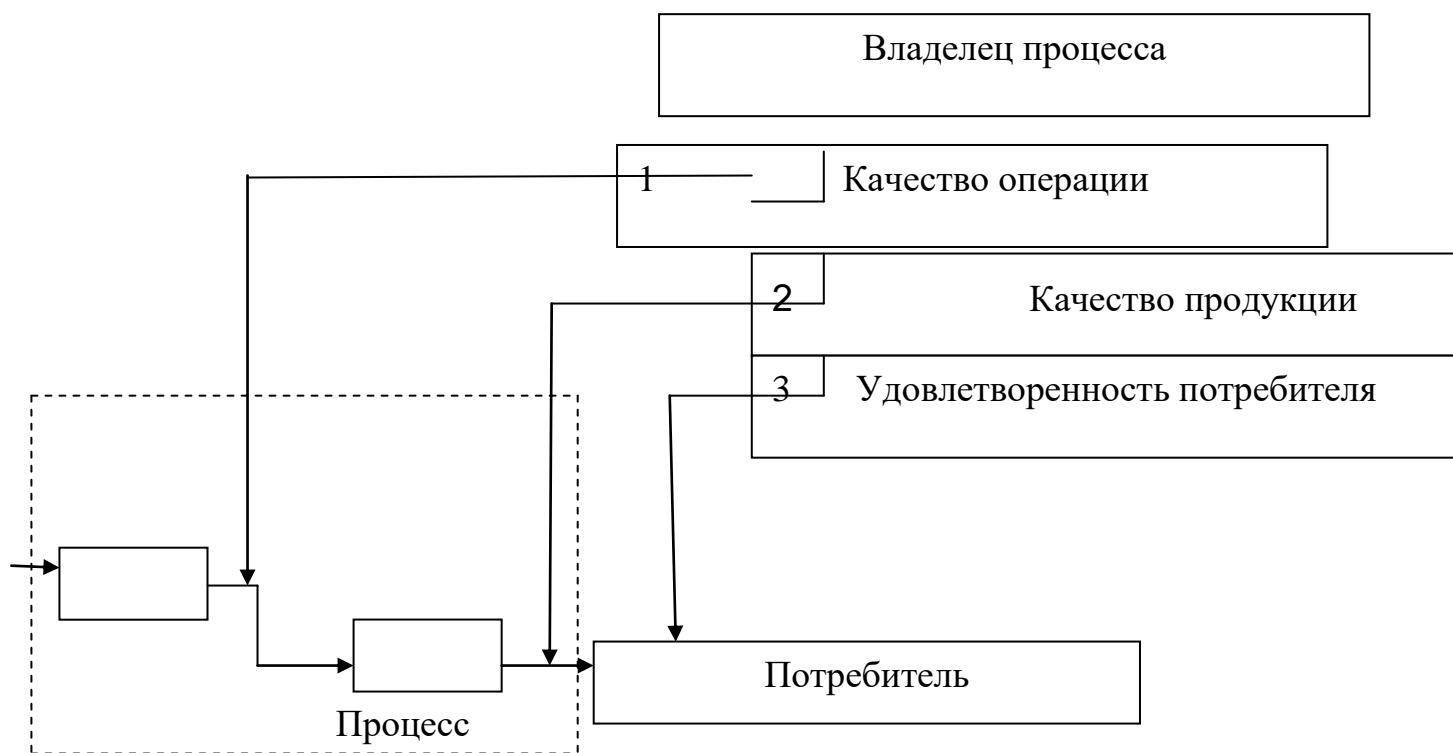 Владелец процесса
1 Качество операции
2 Качество продукции
3 Удовлетворенность потребителя
Потребитель
Процесс